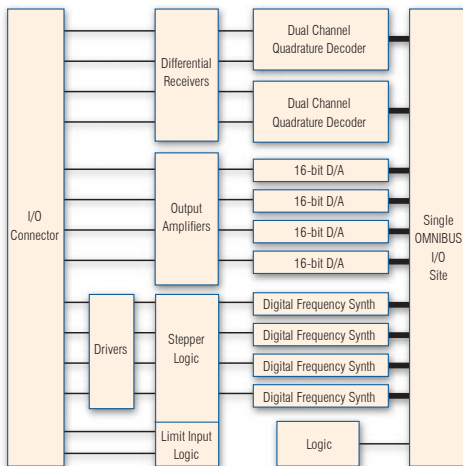 I/O
Connector
Differential
Receivers
Dual Channel
Quadrature Decoder
Dual Channel
Quadrature Decoder
Output
Amplifiers
16-bit D/A
16-bit D/A
16-bit D/A
16-bit D/A
Single
OMNIBUS
I/O
Site
Drivers
Stepper
Logic
Digital Frequency Synth
Digital Frequency Synth
Digital Frequency Synth
Digital Frequency Synth
Limit Input
Logic
Logic